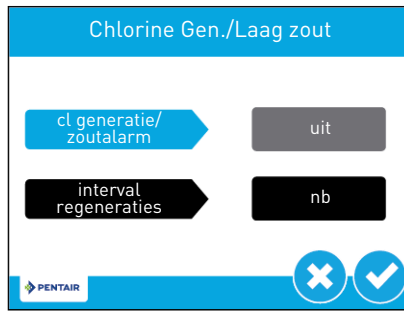 Chlorine Gen./Laag zout
cl generatie/
zoutalarm
uit
interval
regeneraties
nb
PENTAIR